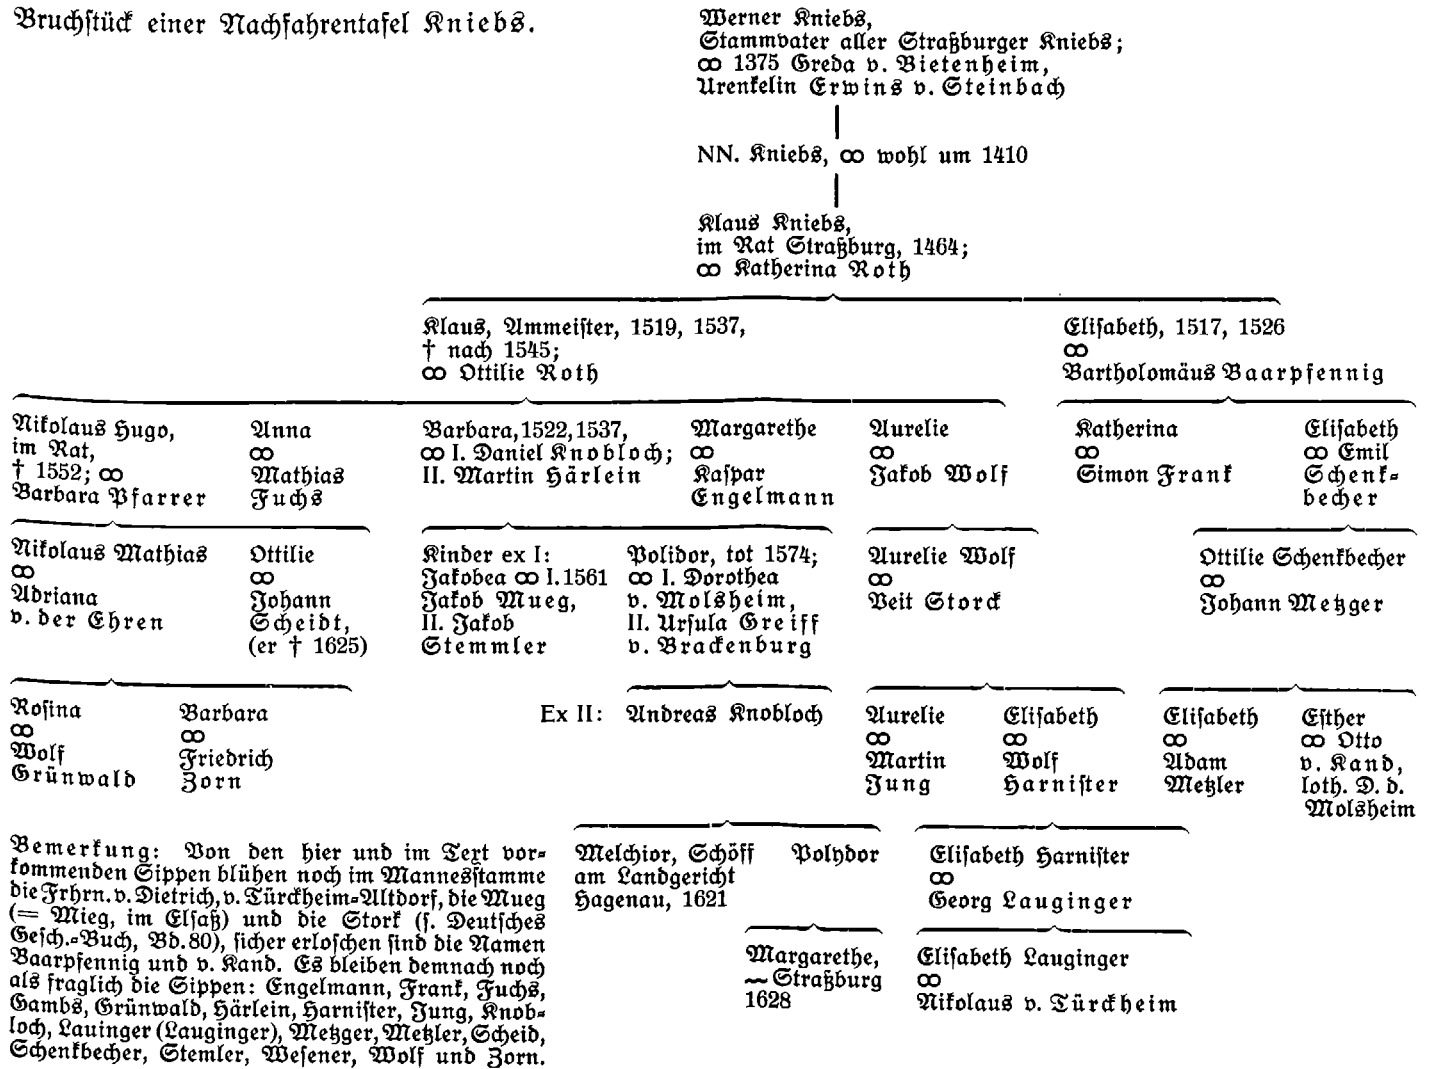 Bruchstück einer Nachfahrentafel Kniebs.
Werner Kniebs,
Stammvater aller Straßburger Kniebs;
∞ 1375 Greda v. Bietenheim,
Urenkelin Erwins v. Steinbach
NN. Kniebs, ∞ wohl um 1410
Klaus Kniebs,
im Rat Straßburg, 1464;
∞ Katherina Roth
Klaus, Ammeister, 1519, 1537,
† nach 1545;
∞ Ottilie Roth
Elisabeth, 1517, 1526
∞
Bartholomäus Baarpfennig
Nikolaus Hugo,
im Rat,
† 1552; ∞
Barbara Pfarrer
Anna
∞
Mathias
Fuchs
Barbara, 1522, 1537,
∞ I. Daniel Knobloch;
II. Martin Härlein
Margarethe
∞
Kaspar
Engelmann
Aurelie
∞
Jakob Wolf
Katherina
∞
Simon Frank
Elisabeth
∞ Emil
Schenk-
becher
Nikolaus Mathias
∞
Adriana
v. der Ehren
Ottilie
∞
Johann
Scheidt,
(er † 1625)
Kinder ex I:
Jakobea ∞ I. 1561
Jakob Mueg,
II. Jakob
Stemmler
Polidor, tot 1574;
∞ I. Dorothea
v. Molsheim,
II. Ursula Greiff
v. Brackenburg
Aurelie Wolf
∞
Veit Storck
Ottilie Schenkbecher
∞
Johann Metzger
Rosina
∞
Wolf
Grünwald
Barbara
∞
Friedrich
Zorn
Ex II: Andreas Knobloch
Aurelie
∞
Martin
Jung
Elisabeth
∞
Wolf
Harnister
Elisabeth
∞
Adam
Metzler
Esther
∞ Otto
v. Kand,
loth. D. d.
Molsheim
Melchior, Schöff
am Landgericht
Hagenau, 1621
Polydor
Elisabeth Harnister
∞
Georg Lauginger
Margarethe,
~ Straßburg
1628
Elisabeth Lauginger
∞
Nikolaus v. Türckheim
Bemerkung: Von den hier und im Text vor-
kommenden Sippen blühen noch im Mannesstamme
die Frhrn. v. Dietrich, v. Türckheim-Altdorf, die Mueg
(= Mieg, im Elsaß) und die Stork (s. Deutsches
Gesch.-Buch, Bd. 80), sicher erloschen sind die Namen
Baarpfennig und v. Kand. Es bleiben demnach noch
als fraglich die Sippen: Engelmann, Frank, Fuchs,
Gambs, Grünwald, Härlein, Harnister, Jung, Knob-
loch, Lauinger (Lauginger), Metzger, Metzler, Scheid,
Schenkbecher, Stemler, Wesener, Wolf und Zorn.